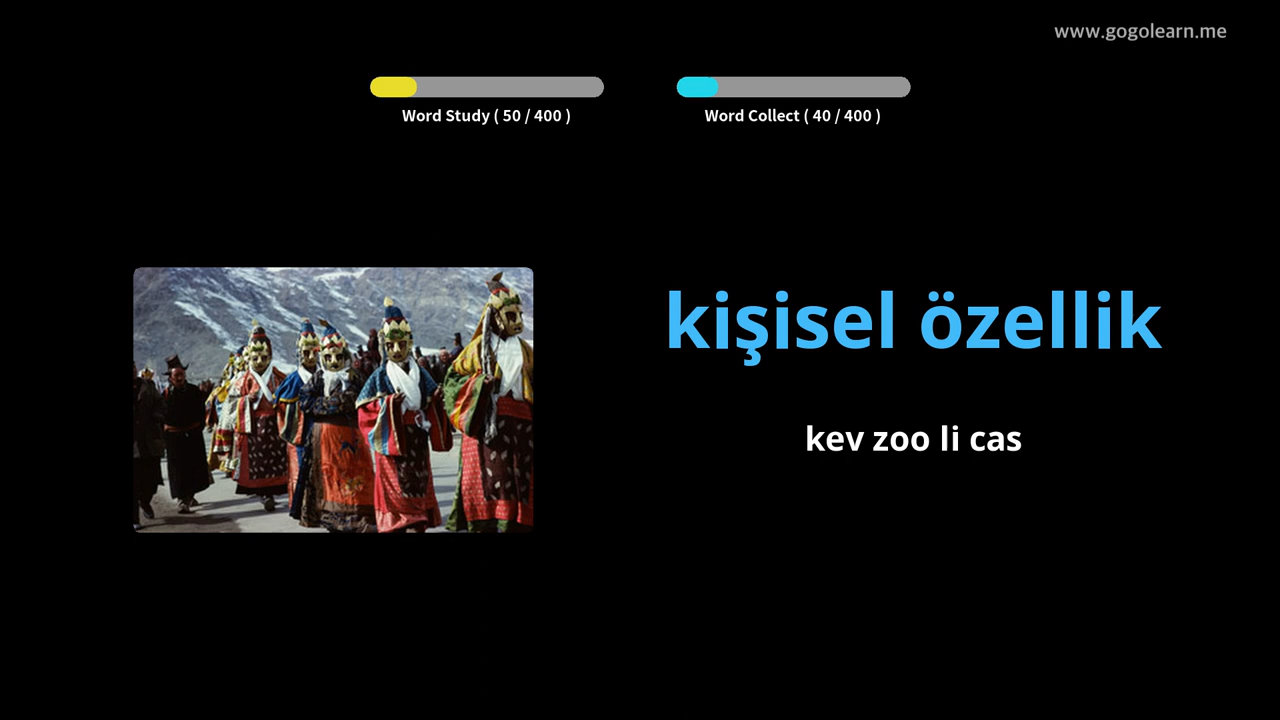 www.gogolearn.me
Word Study ( 50 / 400 )
Word Collect ( 40 / 400 )
kişisel özellik
kev zoo li cas